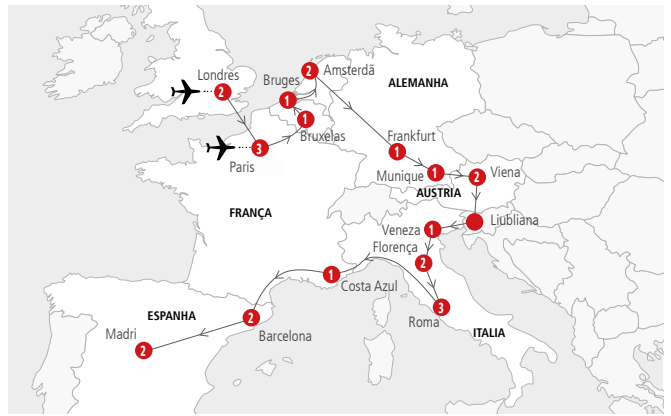 Londres
2
Bruges
1
2
Amsterdã
ALEMANHA
1
Bruxelas
3
Paris
Frankfurt
1
Munique
1
2
Viena
AUSTRIA
FRANÇA
Liubliana
Veneza
1
Florença
2
1
Costa Azul
3
Roma
ITALIA
ESPANHA
2
Barcelona
Madri
2